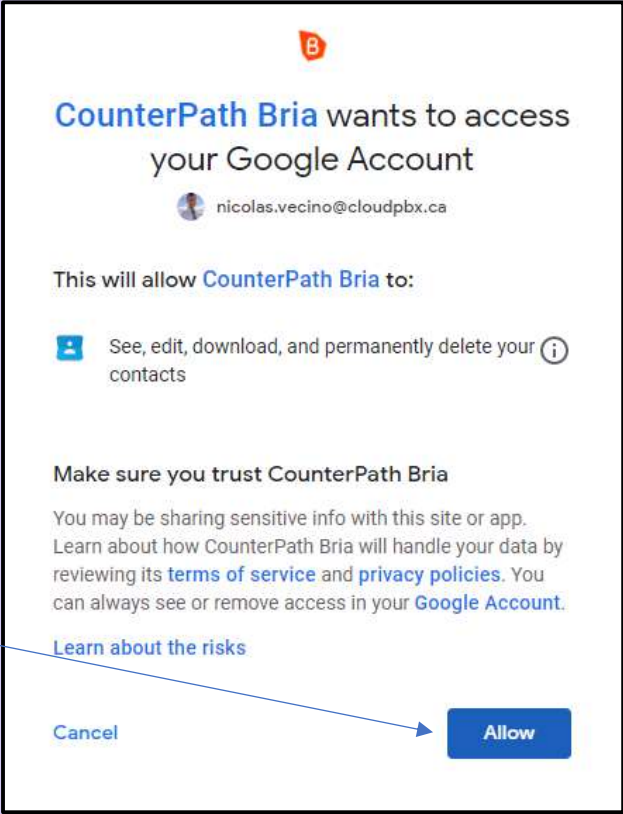 B
CounterPath Bria wants to access
your Google Account
nicolas.vecino@cloudpbx.ca
This will allow CounterPath Bria to:
See, edit, download, and permanently delete your
contacts
Make sure you trust CounterPath Bria
You may be sharing sensitive info with this site or app.
Learn about how CounterPath Bria will handle your data by
reviewing its terms of service and privacy policies. You
can always see or remove access in your Google Account.
Learn about the risks
Cancel Allow